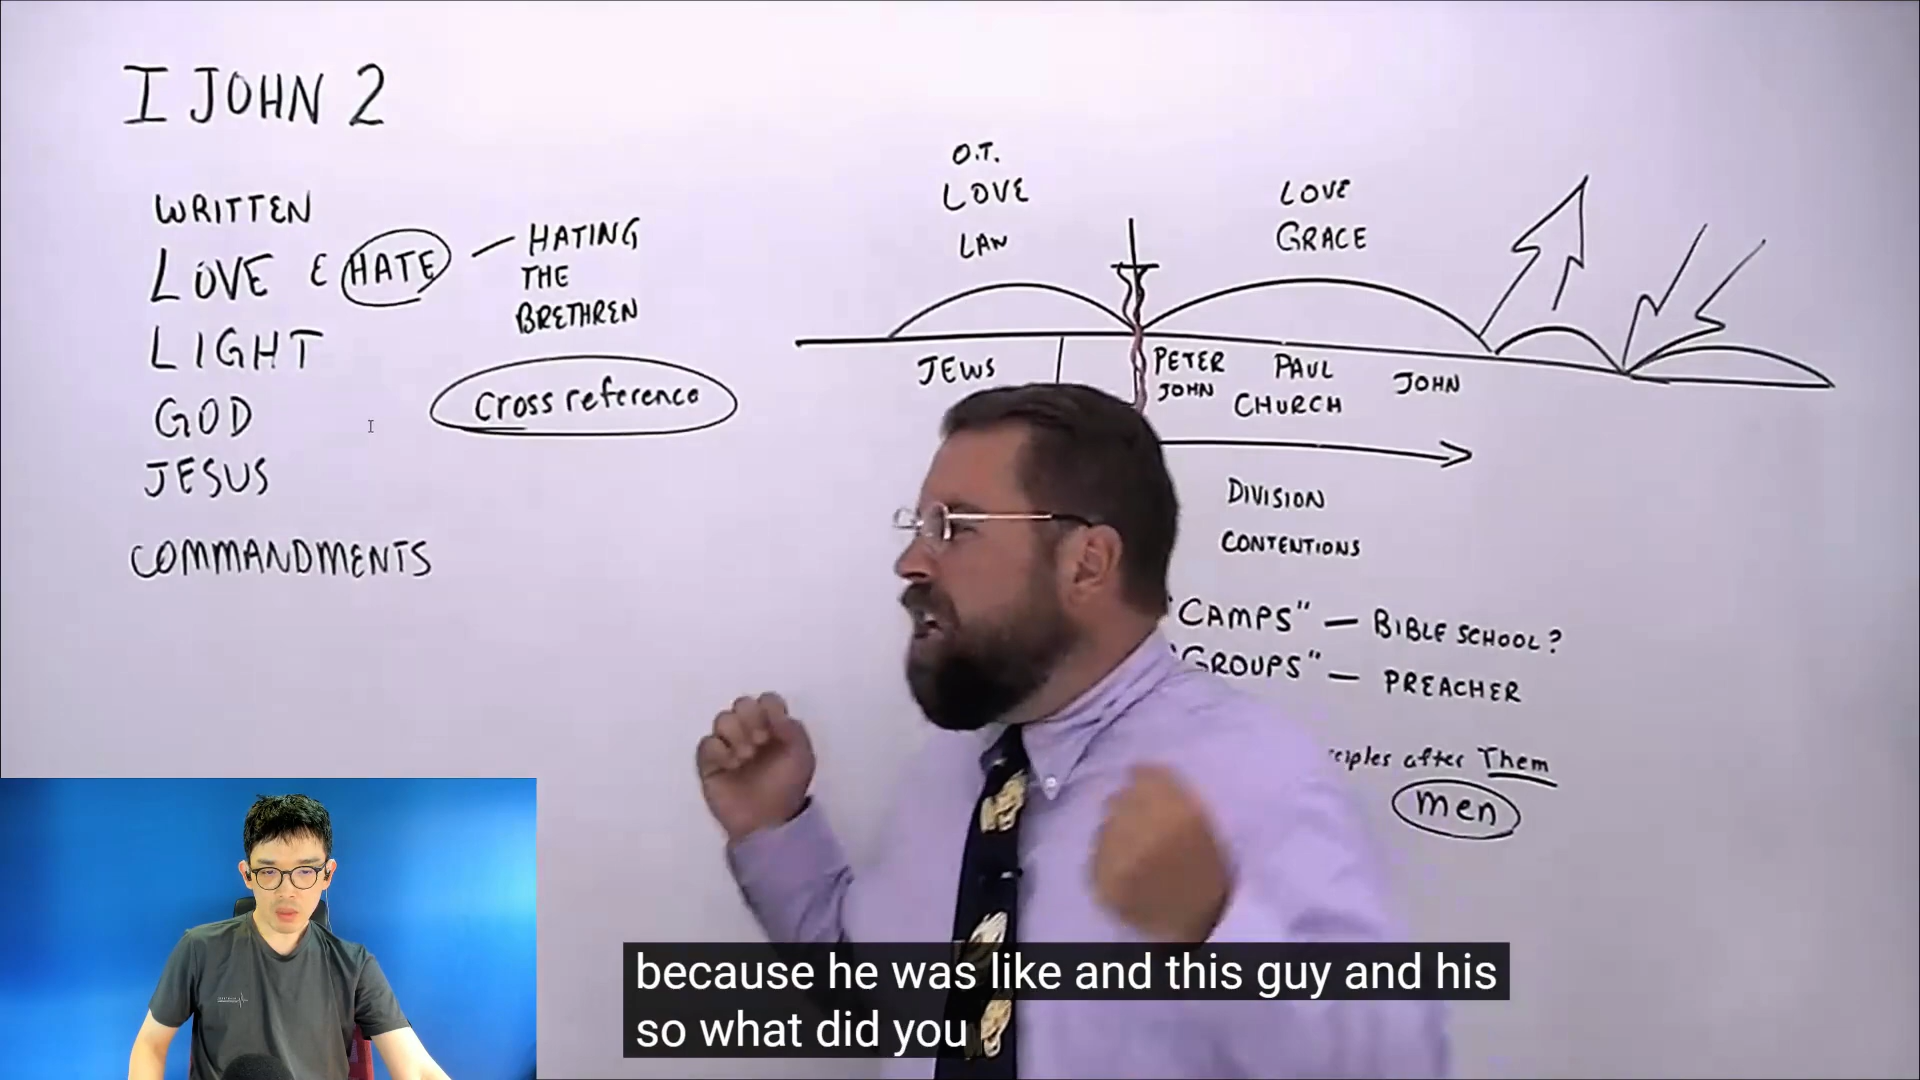 I JOHN 2
WRITTEN
LOVE & HATE — HATING
THE
BRETHREN
LIGHT
cross reference
GOD
JESUS
COMMANDMENTS
O.T.
LOVE
LAW
LOVE
GRACE
JEWS
PETER
JOHN
PAUL
CHURCH
JOHN
DIVISION
CONTENTIONS
"CAMPS" — BIBLE SCHOOL?
"GROUPS" — PREACHER
after Them
men
because he was like and this guy and his
so what did you